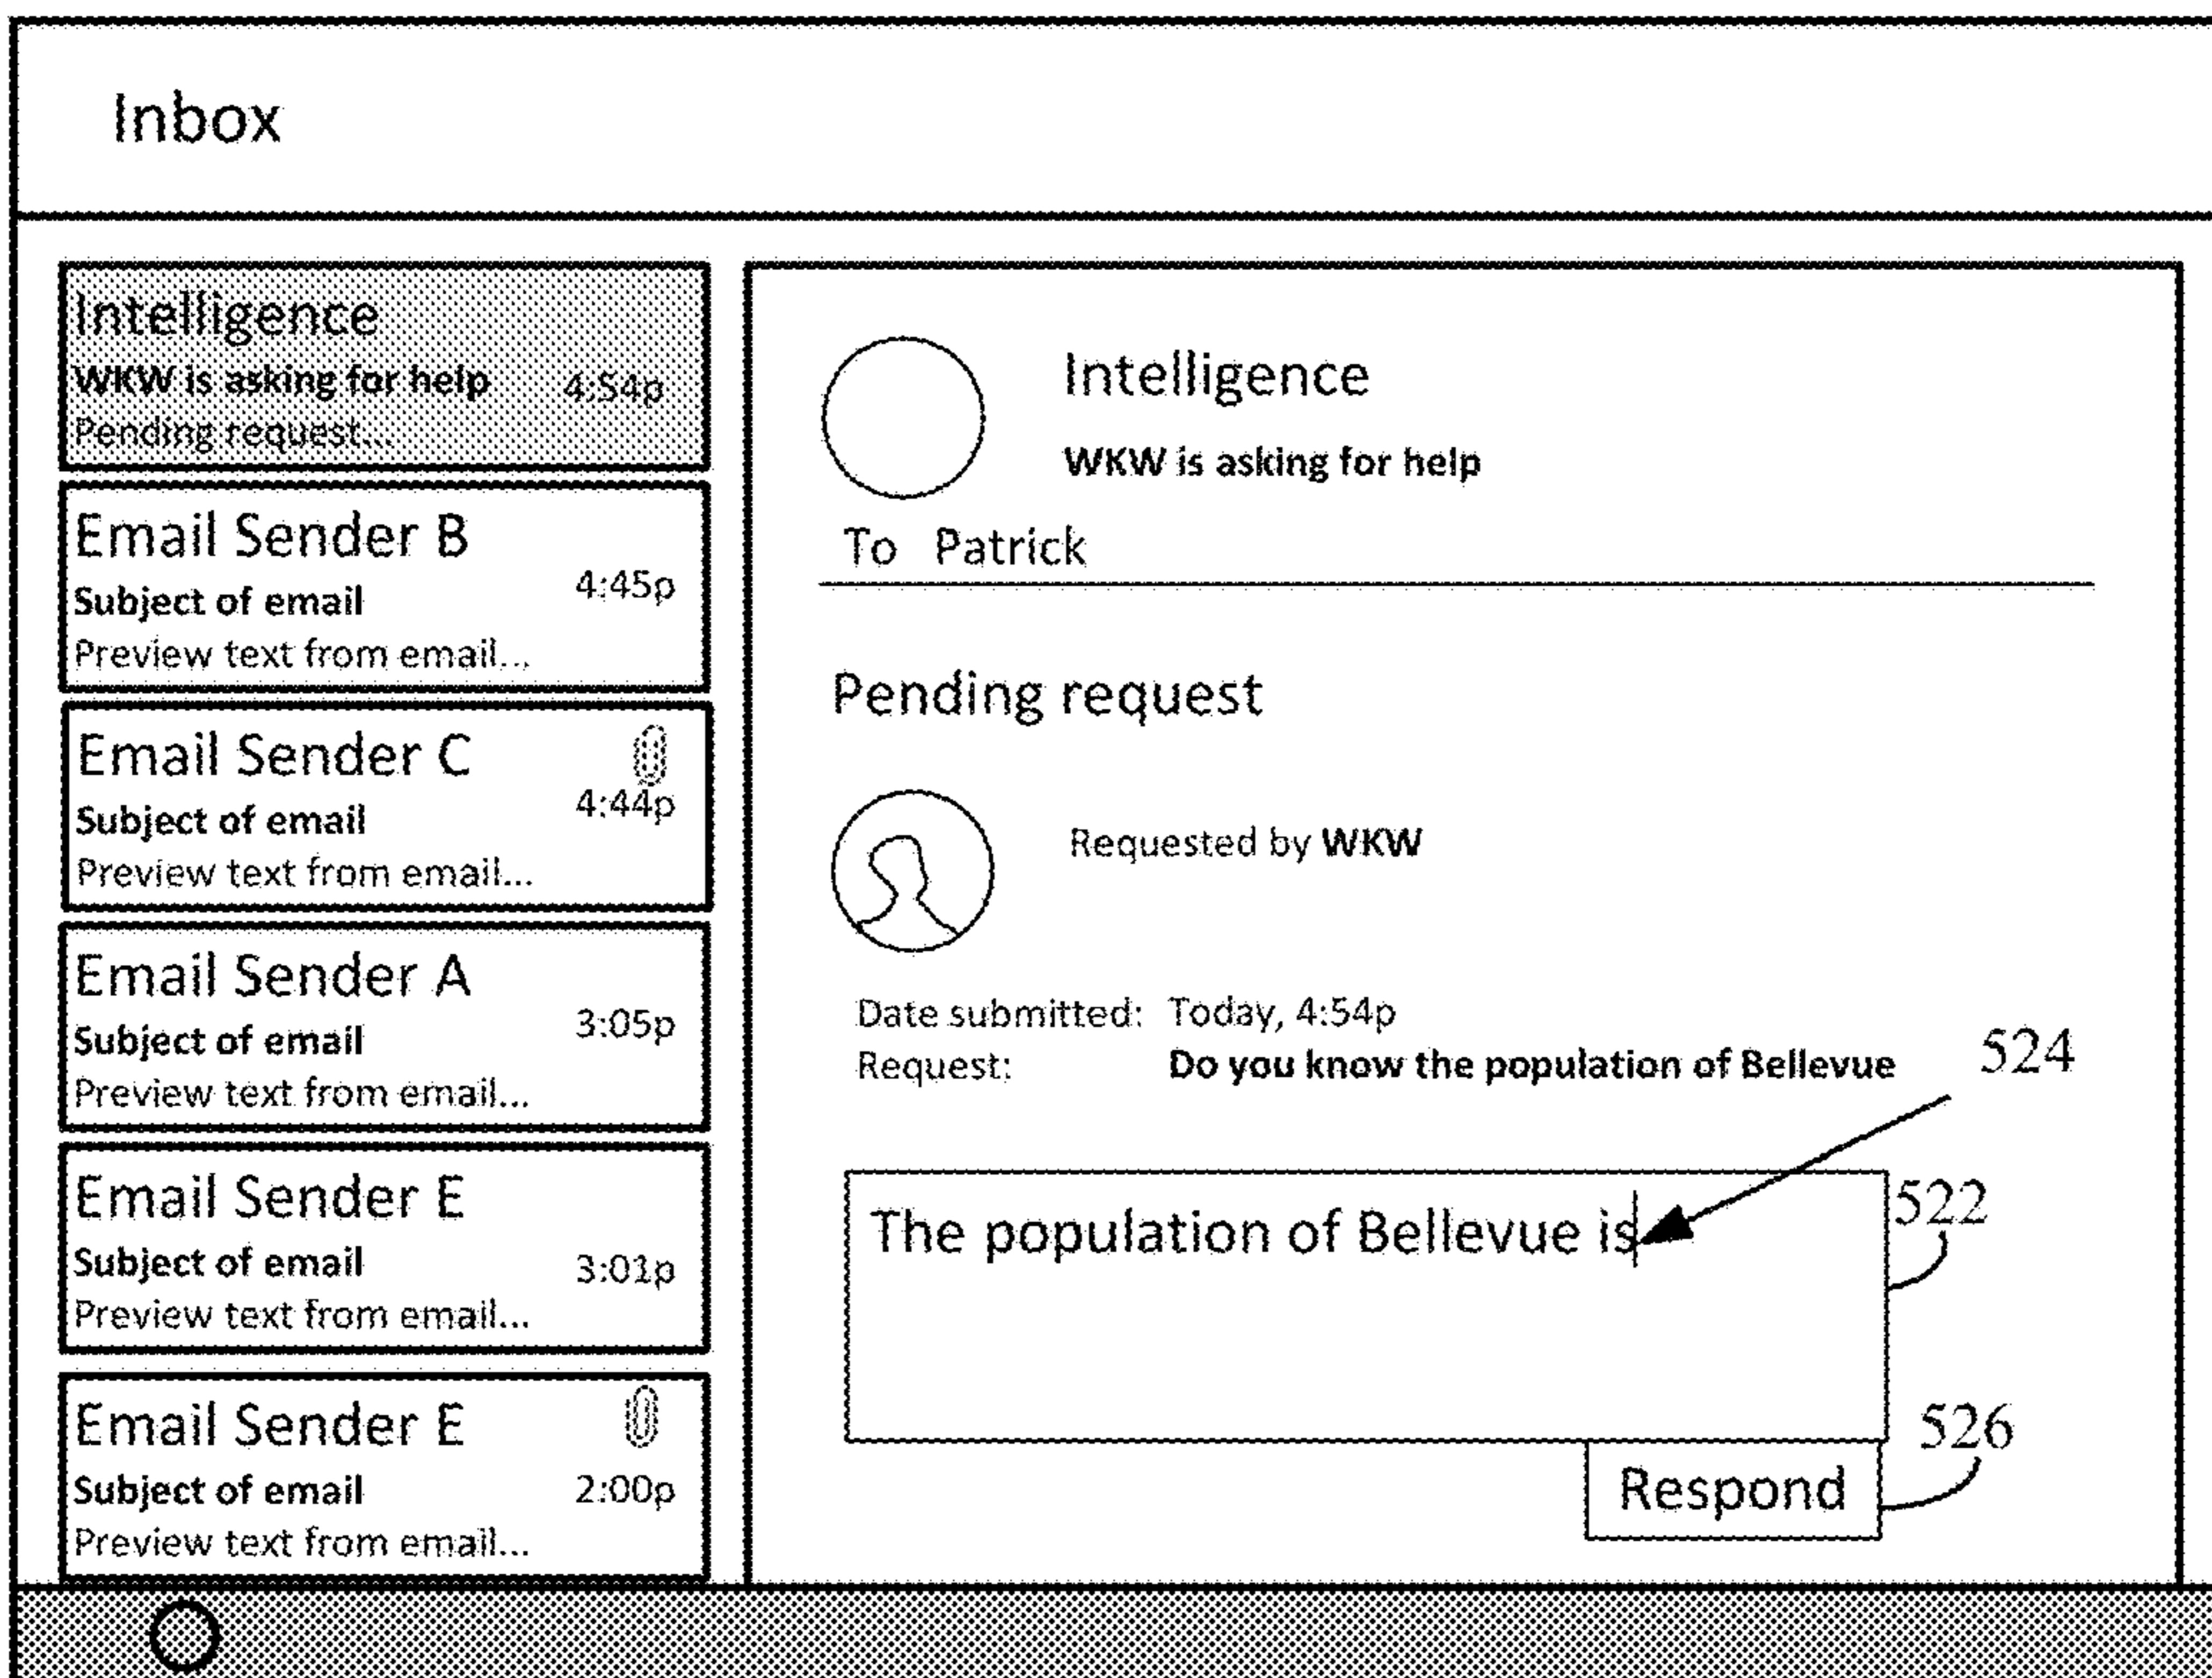 Inbox
Intelligence
WKW is asking for help 4:54p
Pending request...
Email Sender B
4:45p
Subject of email
Preview text from email...
Email Sender C
4:44p
Subject of email
Preview text from email...
Email Sender A
3:05p
Subject of email
Preview text from email...
Email Sender E
Subject of email 3:01p
Preview text from email...
Email Sender E
Subject of email 2:00p
Preview text from email...
Intelligence
WKW is asking for help
To Patrick
Pending request
Requested by WKW
Date submitted: Today, 4:54p
Request: Do you know the population of Bellevue
524
The population of Bellevue is
522
526
Respond